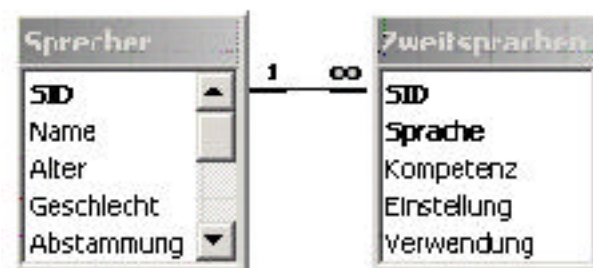 Sprecher
SID
Name
Alter
Geschlecht
Abstammung
1 ∞
Zweitsprachen
SID
Sprache
Kompetenz
Einstellung
Verwendung